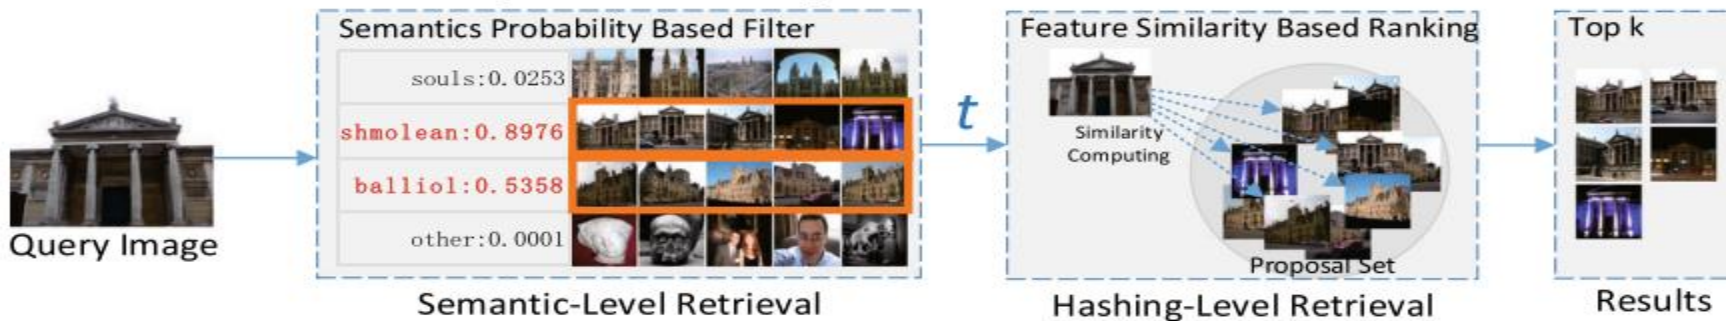 Query Image
Semantics Probability Based Filter
souls:0.0253
shmolean:0.8976
balliol:0.5358
other:0.0001
Semantic-Level Retrieval
t
Feature Similarity Based Ranking
Similarity
Computing
Proposal Set
Hashing-Level Retrieval
Top k
Results